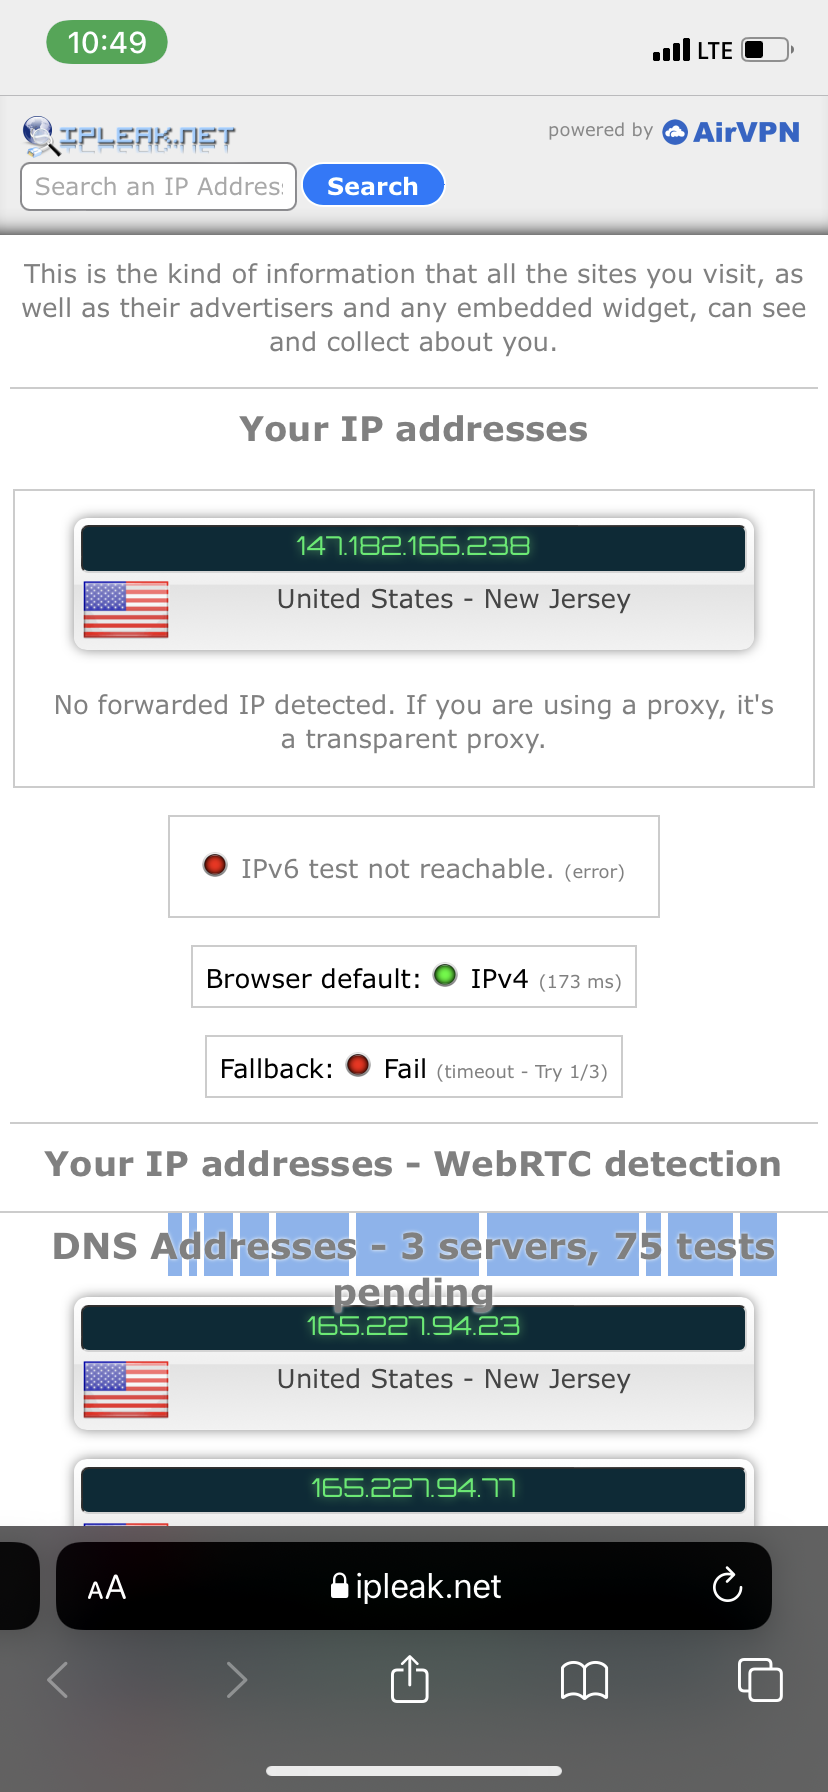 10:49
LTE
IPLEAK.NET
powered by AirVPN
Search an IP Addres
Search
This is the kind of information that all the sites you visit, as
well as their advertisers and any embedded widget, can see
and collect about you.
Your IP addresses
147.182.166.238
United States - New Jersey
No forwarded IP detected. If you are using a proxy, it's
a transparent proxy.
IPv6 test not reachable. (error)
Browser default: IPv4 (173 ms)
Fallback: Fail (timeout - Try 1/3)
Your IP addresses - WebRTC detection
DNS Addresses - 3 servers, 75 tests
pending
165.227.94.23
United States - New Jersey
165.227.94.77
AA ipleak.net